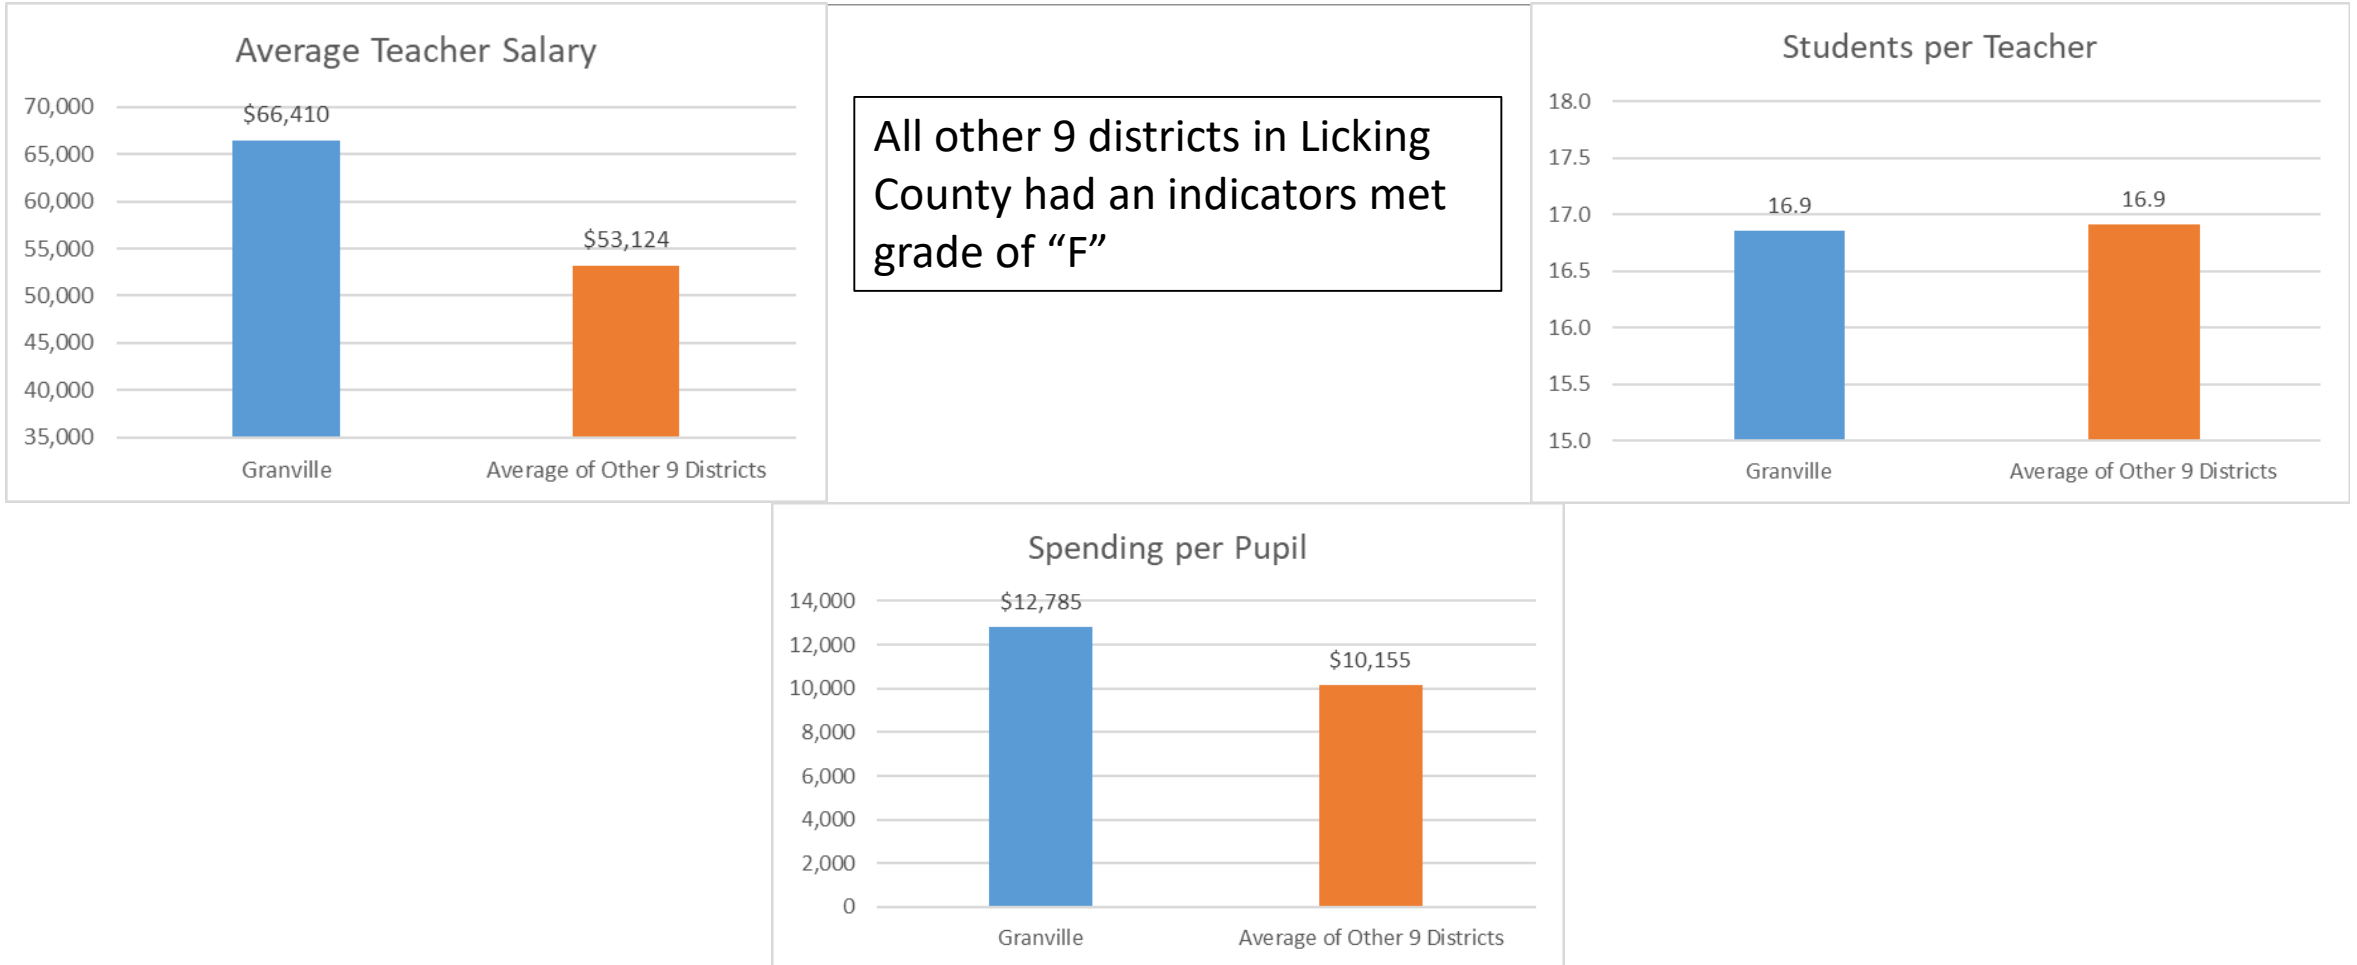 Average Teacher Salary
70,000
65,000
60,000
55,000
50,000
45,000
40,000
35,000
$66,410
$53,124
Granville
Average of Other 9 Districts
All other 9 districts in Licking
County had an indicators met
grade of “F”
Students per Teacher
18.0
17.5
17.0
16.5
16.0
15.5
15.0
16.9
16.9
Granville
Average of Other 9 Districts
Spending per Pupil
14,000
12,000
10,000
8,000
6,000
4,000
2,000
0
$12,785
$10,155
Granville
Average of Other 9 Districts